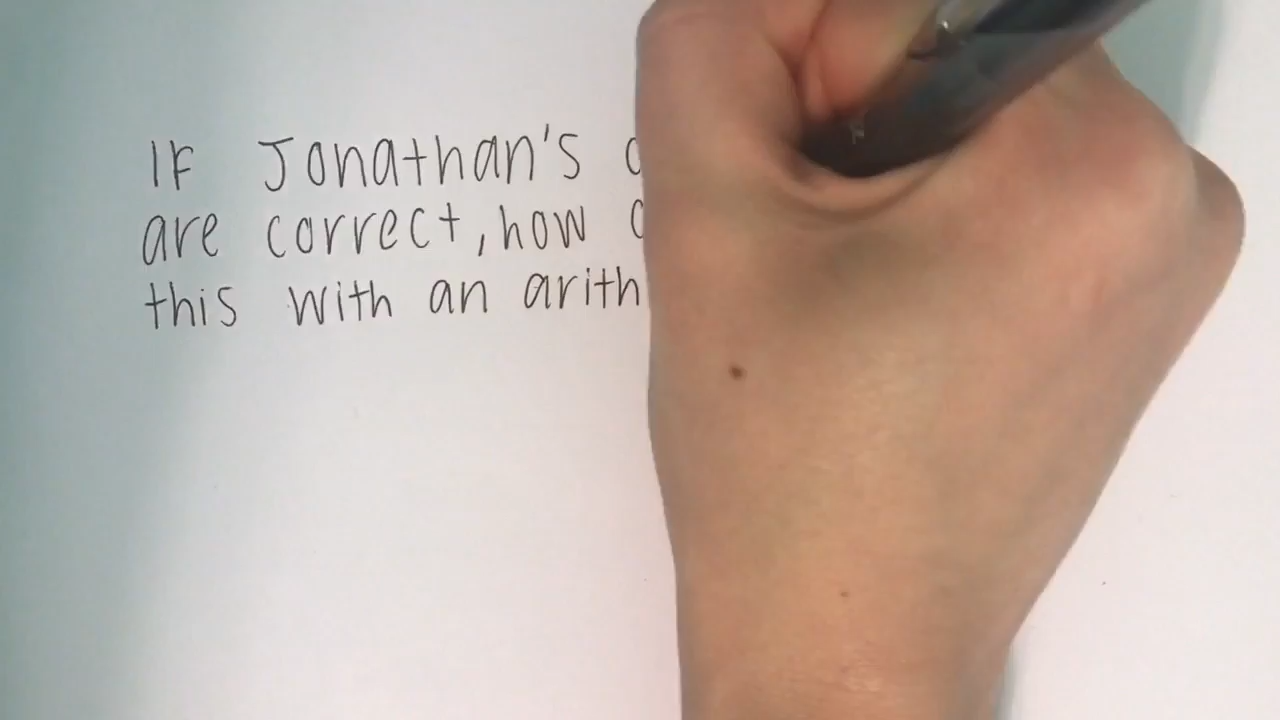 IF Jonathan's
are correct, how
this with an arith